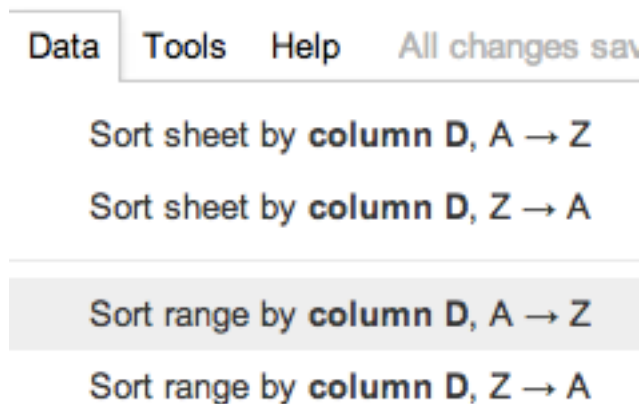 Data Tools Help All changes sav
Sort sheet by column D, A → Z
Sort sheet by column D, Z → A
Sort range by column D, A → Z
Sort range by column D, Z → A